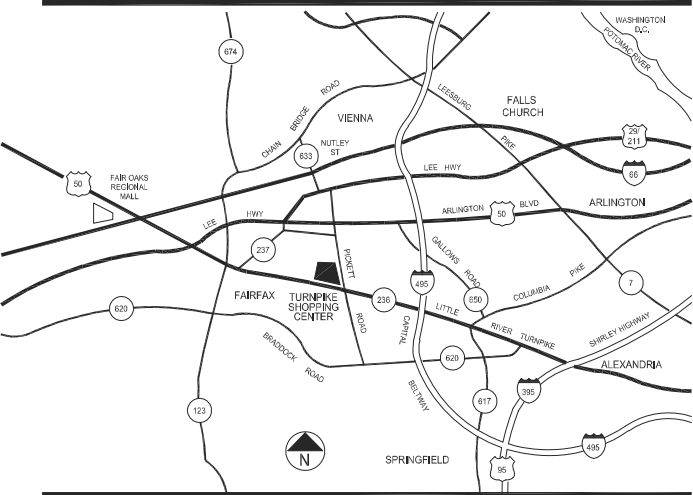 WASHINGTON
D.C.
POTOMAC RIVER
674
CHAIN BRIDGE ROAD
LEESBURG PIKE
FALLS
CHURCH
VIENNA
29/
211
NUTLEY
ST
633
LEE HWY
66
50
FAIR OAKS
REGIONAL
MALL
ARLINGTON
LEE HWY
ARLINGTON BLVD
50
237
PICKETT ROAD
GALLOWS ROAD
495
COLUMBIA PIKE
7
FAIRFAX
TURNPIKE
SHOPPING
CENTER
236
650
620
LITTLE RIVER TURNPIKE
CAPITAL BELTWAY
SHIRLEY HIGHWAY
BRADDOCK ROAD
620
ALEXANDRIA
123
617
395
N
SPRINGFIELD
95
495